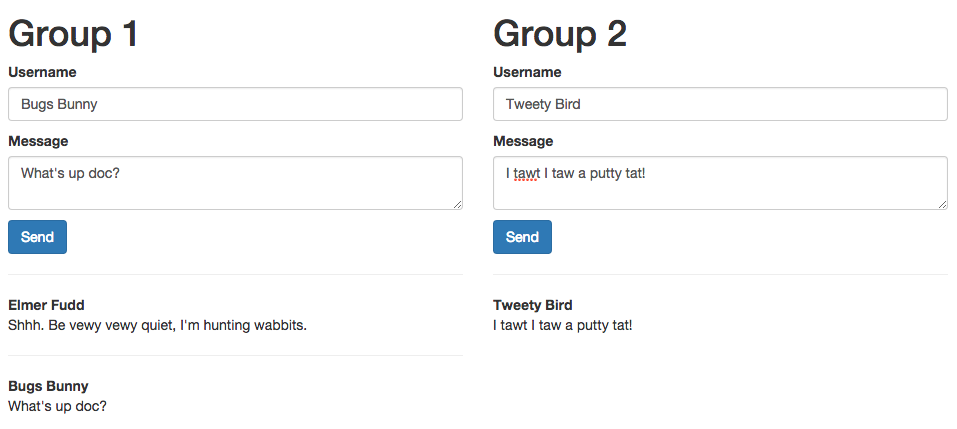 Group 1
Username
Bugs Bunny
Message
What's up doc?
Send
Elmer Fudd
Shhh. Be vewy vewy quiet, I'm hunting wabbits.
Bugs Bunny
What's up doc?
Group 2
Username
Tweety Bird
Message
I tawt I taw a putty tat!
Send
Tweety Bird
I tawt I taw a putty tat!